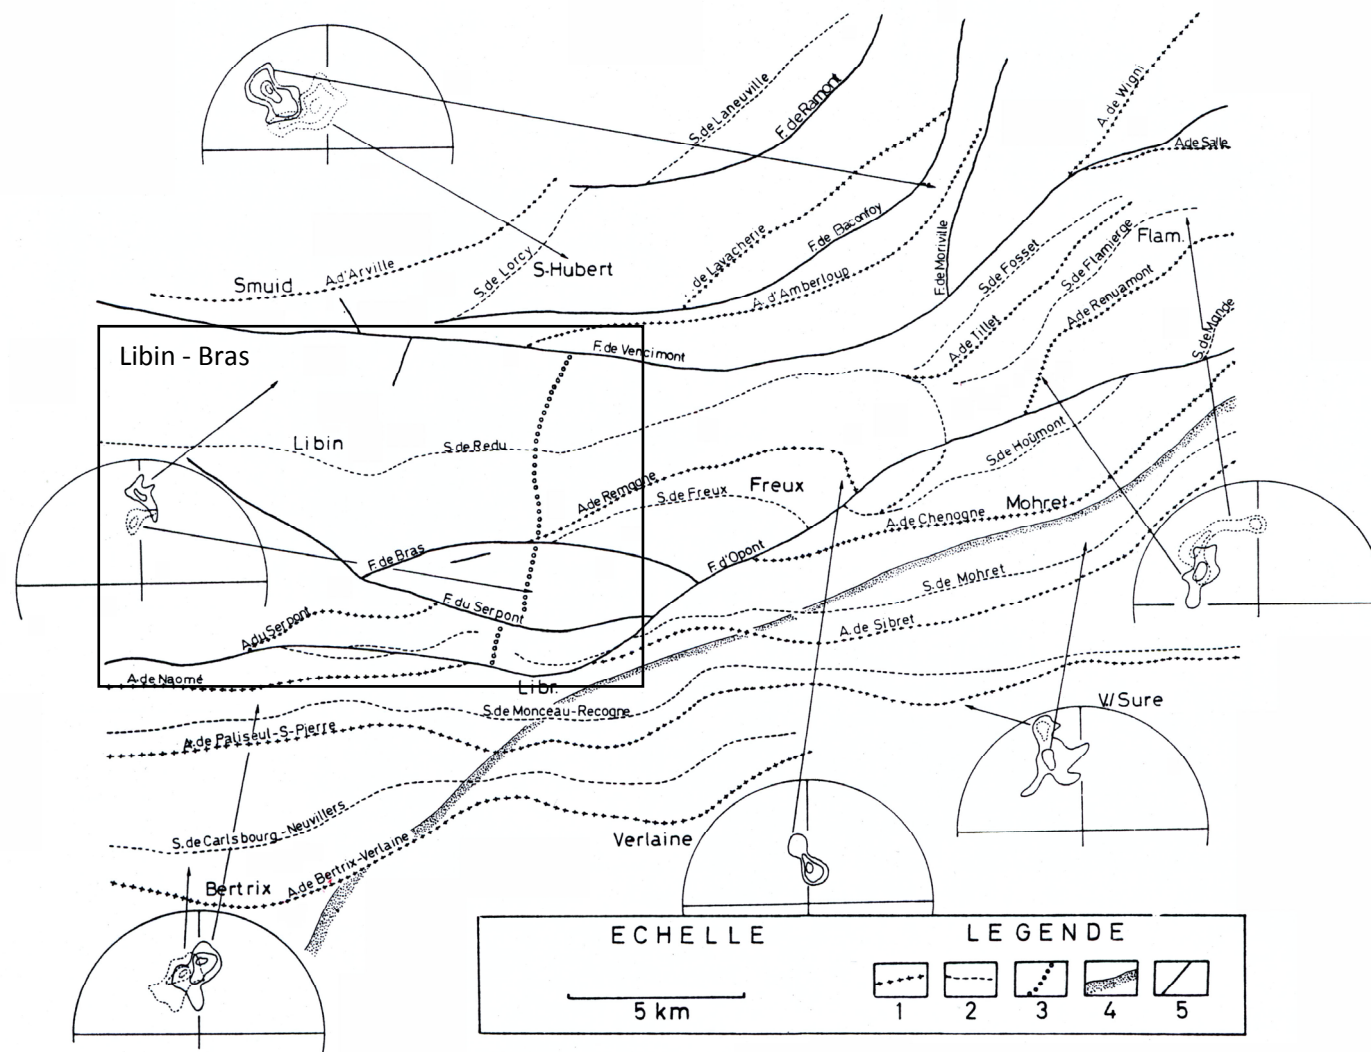 S.de Laneuville
F. de Ramont
A. de Wigni
A.de Salle
Smuid
A.d'Arville
S.de Lorcy
S-Hubert
. de Lavacherie
F.de Baconfoy
A. d'Amberloup
F.de Moriville
S.de Fosset
S.de Flamierge
Flam.
A.de Tillet
A.de Renuamont
S.de Mande
Libin - Bras
F. de Vencimont
Libin
S.de Redu
A.de Remagne
S.de Freux
Freux
S.de Houmont
Mohret
A.de Chenogne
F.de Bras
F.d'Opont
F. du Serpont
S.de Mohret
A.du Serpont
A. de Sibret
A.de Naomé
Libr.
S.de Monceau-Recogne
V/Sure
A.de Paliseul-S-Pierre
S.de Carlsbourg-Neuvillers
Verlaine
A.de Bertrix-Verlaine
Bertrix
ECHELLE
LEGENDE
5 km
1 2 3 4 5